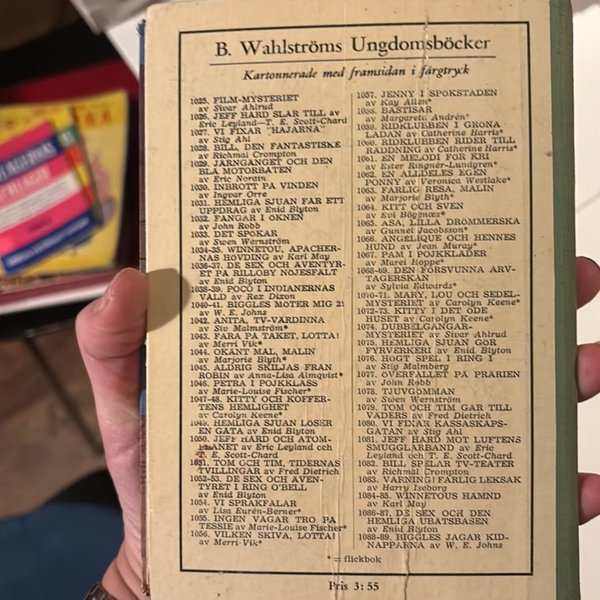 B. Wahlströms Ungdomsböcker
Kartonnerade med framsidan i färgtryck
1025. FILM-MYSTERIET
av Sivar Ahlrud
1026. JEFF HARD SLÅR TILL av
Eric Leyland—T. E. Scott-Chard
1027. VI FIXAR "HAJARNA"
av Stig Ahl
1028. BILL DEN FANTASTISKE
av Richmal Crompton
1029. JÄRNGÄNGET OCH DEN
BLÅ MOTORBÅTEN
av Eric Norain
1030. INBROTT PÅ VINDEN
av Ingvar Orre
1031. HEMLIGA SJUAN FÅR ETT
UPPDRAG av Enid Blyton
1032. FÅNGAR I ÖKNEN
av John Robb
1033. DET SPÖKAR
av Swen Wernström
1034-35. WINNETOU, APACHER-
NAS HÖVDING av Karl May
1036-37. DE SEX OCH ÄVENTY-
RET PÅ RILLOBY NÖJESFÄLT
av Enid Blyton
1038-39. POCO I INDIANERNAS
VÅLD av Rex Dixon
1040-41. BIGGLES MÖTER MIG 21
av W. E. Johns
1042. ANITA, TV-VÄRDINNA
av Siv Malmström*
1043. FARA PÅ TAKET, LOTTA!
av Merri Vik*
1044. OKÄNT MÅL, MALIN
av Marjorie Blyth*
1045. ALDRIG SKILJAS FRÅN
ROBIN av Anna-Lisa Almqvist*
1046. PETRA I POJKKLASS
av Marie-Louise Fischer*
1047-48. KITTY OCH KOFFER-
TENS HEMLIGHET
av Carolyn Keene*
1049. HEMLIGA SJUAN LÖSER
EN GÅTA av Enid Blyton
1050. JEFF HARD OCH ATOM-
PLANET av Eric Leyland och
T. E. Scott-Chard
1051. TOM OCH TIM, TIDERNAS
TVILLINGAR av Fred Dietrich
1052-53. DE SEX OCH ÄVEN-
TYRET I RING O'BELL
av Enid Blyton
1054. VI SPRÅKFÅLAR
av Lisa Eurén-Berner*
1055. INGEN VÅGAR TRO PÅ
TESSIE av Marie-Louise Fischer*
1056. VILKEN SKIVA, LOTTA!
av Merri Vik*
1057. JENNY I SPÖKSTADEN
av Kay Allen*
1058. BÄSTISAR
av Margareta Andrén*
1059. RIDKLUBBEN I GRÖNA
LADAN av Catherine Harris*
1060. RIDKLUBBEN RIDER TILL
RÄDDNING av Catherine Harris*
1061. EN MELODI FÖR KRI
av Ester Ringnér-Lundgren*
1062. EN ALLDELES EGEN
PONNY av Veronica Westlake*
1063. FARLIG RESA, MALIN
av Marjorie Blyth*
1064. KITT OCH SVEN
av Evi Bögenæs*
1065. ÅSA, LILLA DRÖMMERSKA
av Gunnel Jacobsson*
1066. ANGELIQUE OCH HENNES
HUND av Jean Muray*
1067. PAM I POJKKLÄDER
av Marei Hoppe*
1068-69. DEN FÖRSVUNNA ARV-
TAGERSKAN
av Sylvia Edwards*
1070-71. MARY, LOU OCH SEDEL-
MYSTERIET av Carolyn Keene*
1072-73. KITTY I DET ÖDE
HUSET av Carolyn Keene*
1074. DUBBELGÅNGAR-
MYSTERIET av Sivar Ahlrud
1075. HEMLIGA SJUAN GÖR
FYRVERKERI av Enid Blyton
1076. HÖGT SPEL I RING 1
av Stig Malmberg
1077. ÖVERFALLET PÅ PRÄRIEN
av John Robb
1078. TJUVGÖMMAN
av Swen Wernström
1079. TOM OCH TIM GÅR TILL
VÄDERS av Fred Dietrich
1080. VI FIXAR KASSASKÅPS-
GÅTAN av Stig Ahl
1081. JEFF HARD MOT LUFTENS
SMUGGLARBAND av Eric
Leyland och T. E. Scott-Chard
1082. BILL SPELAR TV-TEATER
av Richmal Crompton
1083. VARNING! FARLIG LEKSAK
av Harry Iseborg
1084-85. WINNETOUS HÄMND
av Karl May
1086-87. DE SEX OCH DEN
HEMLIGA UBÅTSBASEN
av Enid Blyton
1088-89. BIGGLES JAGAR KID-
NAPPARNA av W. E. Johns
* = flickbok
Pris 3:55